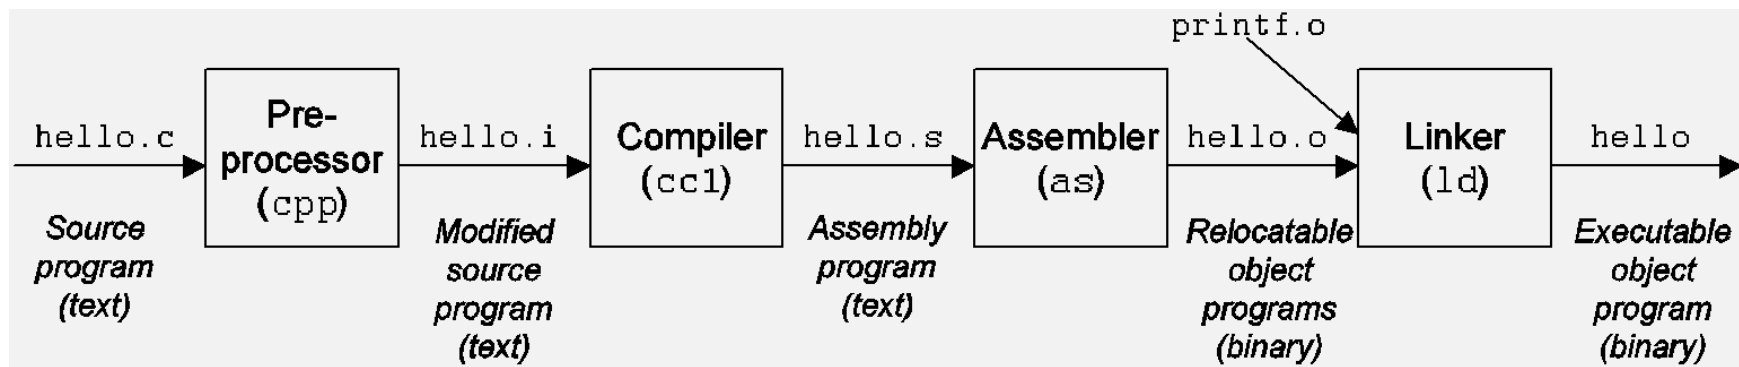 printf.o
hello.c
Pre-
processor
(cpp)
hello.i
Compiler
(cc1)
hello.s
Assembler
(as)
hello.o
Linker
(ld)
hello
Source
program
(text)
Modified
source
program
(text)
Assembly
program
(text)
Relocatable
object
programs
(binary)
Executable
object
program
(binary)